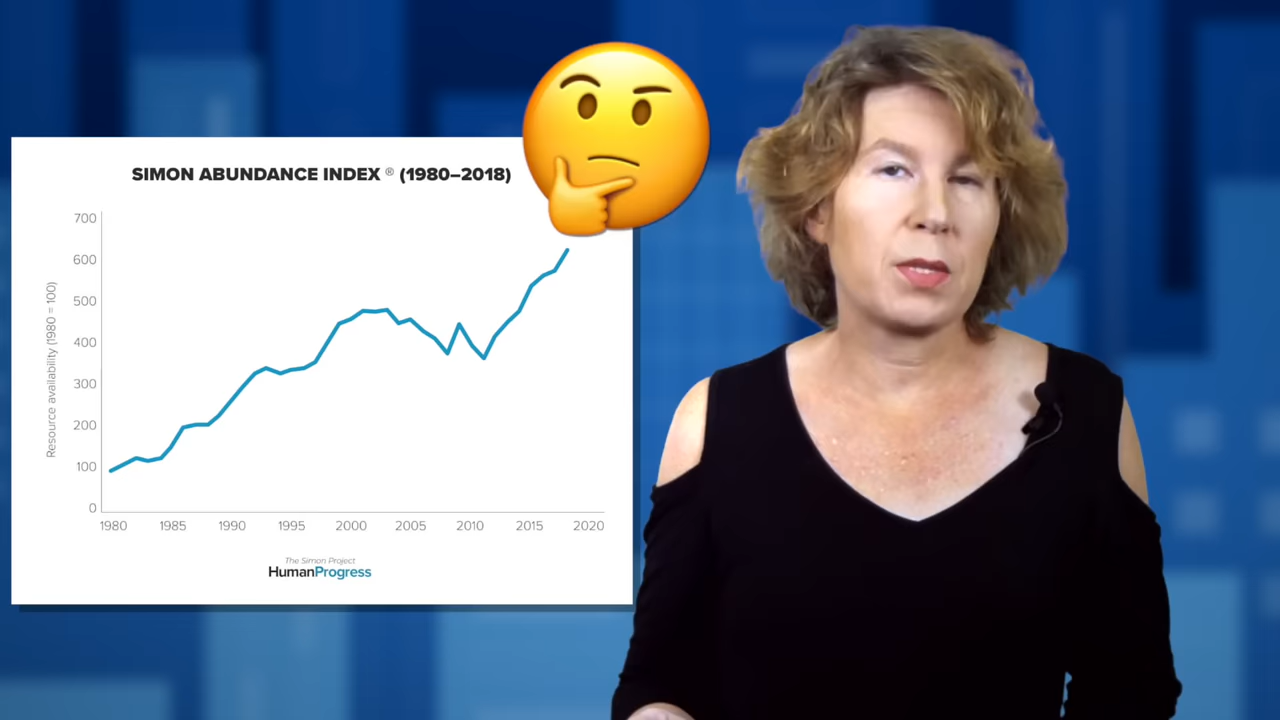 SIMON ABUNDANCE INDEX ® (1980–2018)
Resource availability (1980 = 100)
700
600
500
400
300
200
100
0
1980 1985 1990 1995 2000 2005 2010 2015 2020
The Simon Project
HumanProgress